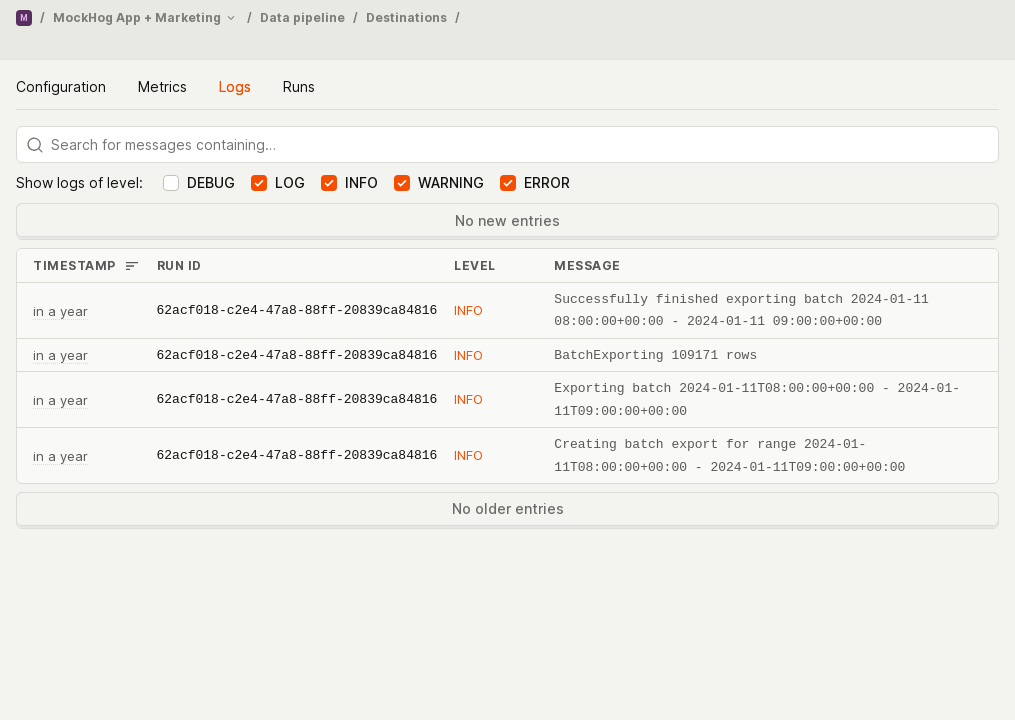 M / MockHog App + Marketing / Data pipeline / Destinations /
Configuration Metrics Logs Runs
Search for messages containing…
Show logs of level: DEBUG LOG INFO WARNING ERROR
No new entries
TIMESTAMP RUN ID LEVEL MESSAGE
in a year 62acf018-c2e4-47a8-88ff-20839ca84816 INFO Successfully finished exporting batch 2024-01-11
08:00:00+00:00 - 2024-01-11 09:00:00+00:00
in a year 62acf018-c2e4-47a8-88ff-20839ca84816 INFO BatchExporting 109171 rows
in a year 62acf018-c2e4-47a8-88ff-20839ca84816 INFO Exporting batch 2024-01-11T08:00:00+00:00 - 2024-01-
11T09:00:00+00:00
in a year 62acf018-c2e4-47a8-88ff-20839ca84816 INFO Creating batch export for range 2024-01-
11T08:00:00+00:00 - 2024-01-11T09:00:00+00:00
No older entries